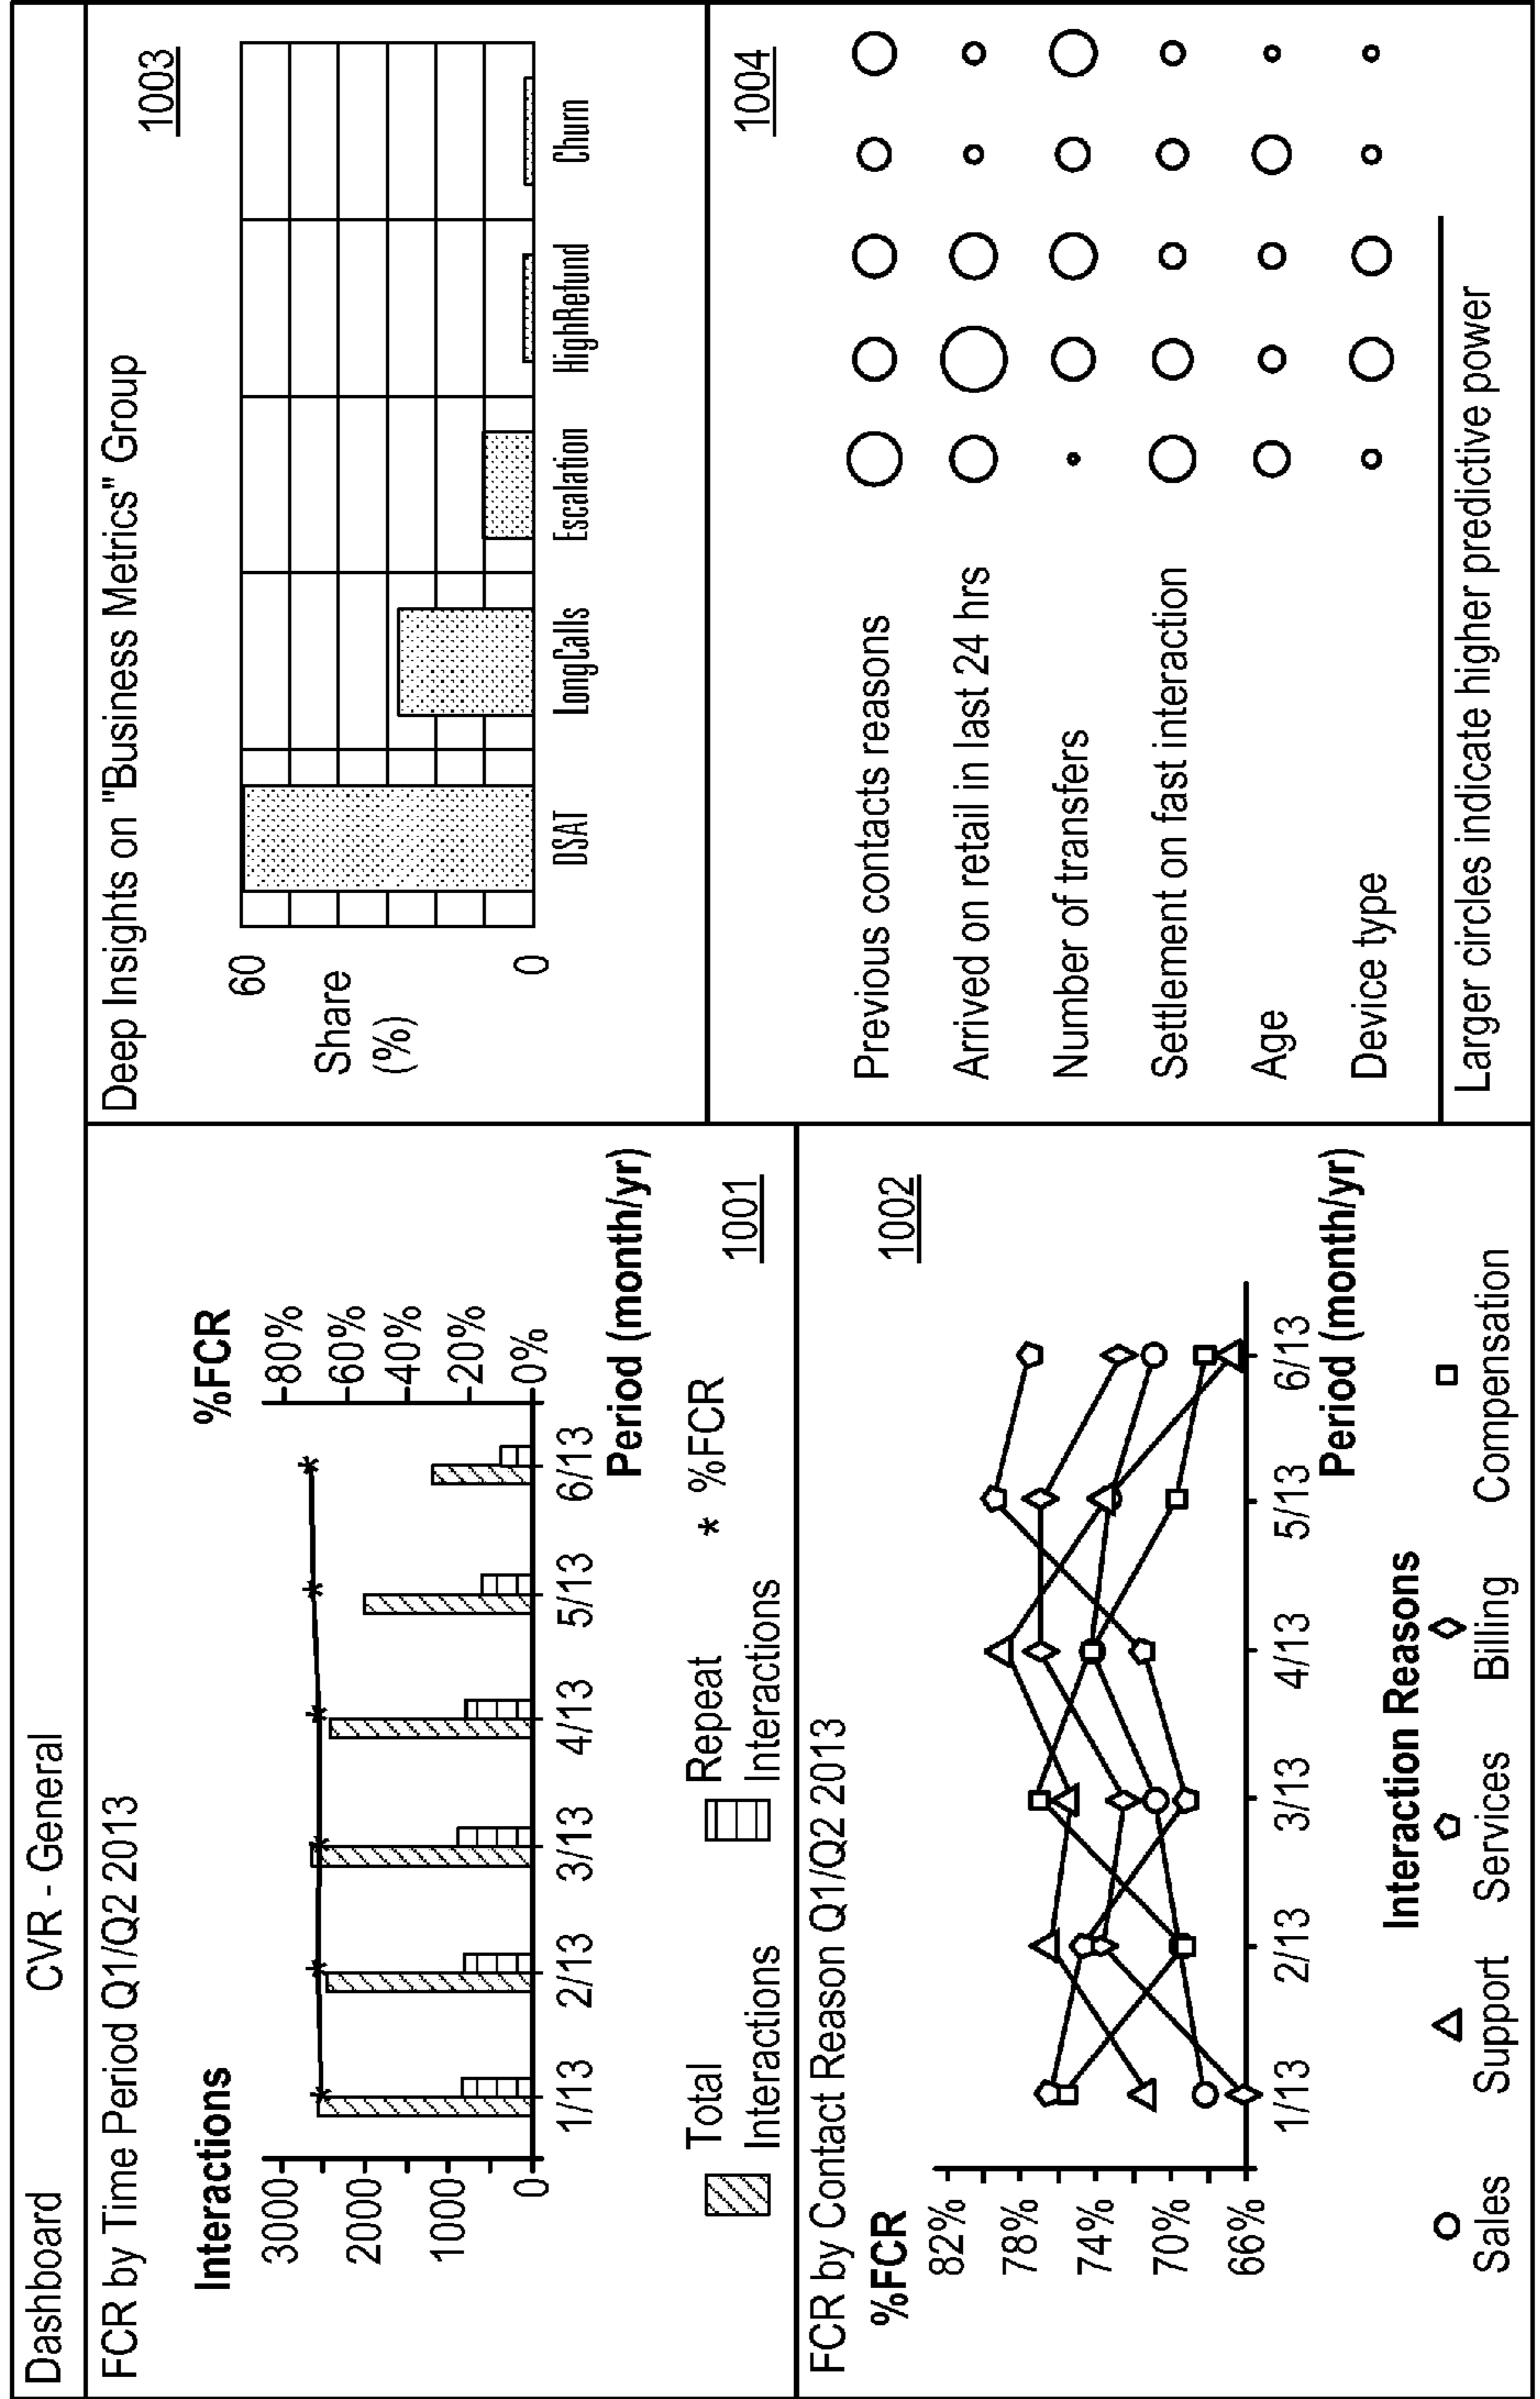 Dashboard CVR - General
FCR by Time Period Q1/Q2 2013
Interactions %FCR
3000
2000
1000
0
80%
60%
40%
20%
0%
1/13 2/13 3/13 4/13 5/13 6/13
Period (month/yr)
Total Interactions
Repeat Interactions
* %FCR
1001
FCR by Contact Reason Q1/Q2 2013
%FCR
1002
82%
78%
74%
70%
66%
1/13 2/13 3/13 4/13 5/13 6/13
Period (month/yr)
Interaction Reasons
Sales Support Services Billing Compensation
Deep Insights on "Business Metrics" Group
1003
60
Share
(%)
0
DSAT LongCalls Escalation HighRefund Churn
1004
Previous contacts reasons
Arrived on retail in last 24 hrs
Number of transfers
Settlement on fast interaction
Age
Device type
Larger circles indicate higher predictive power